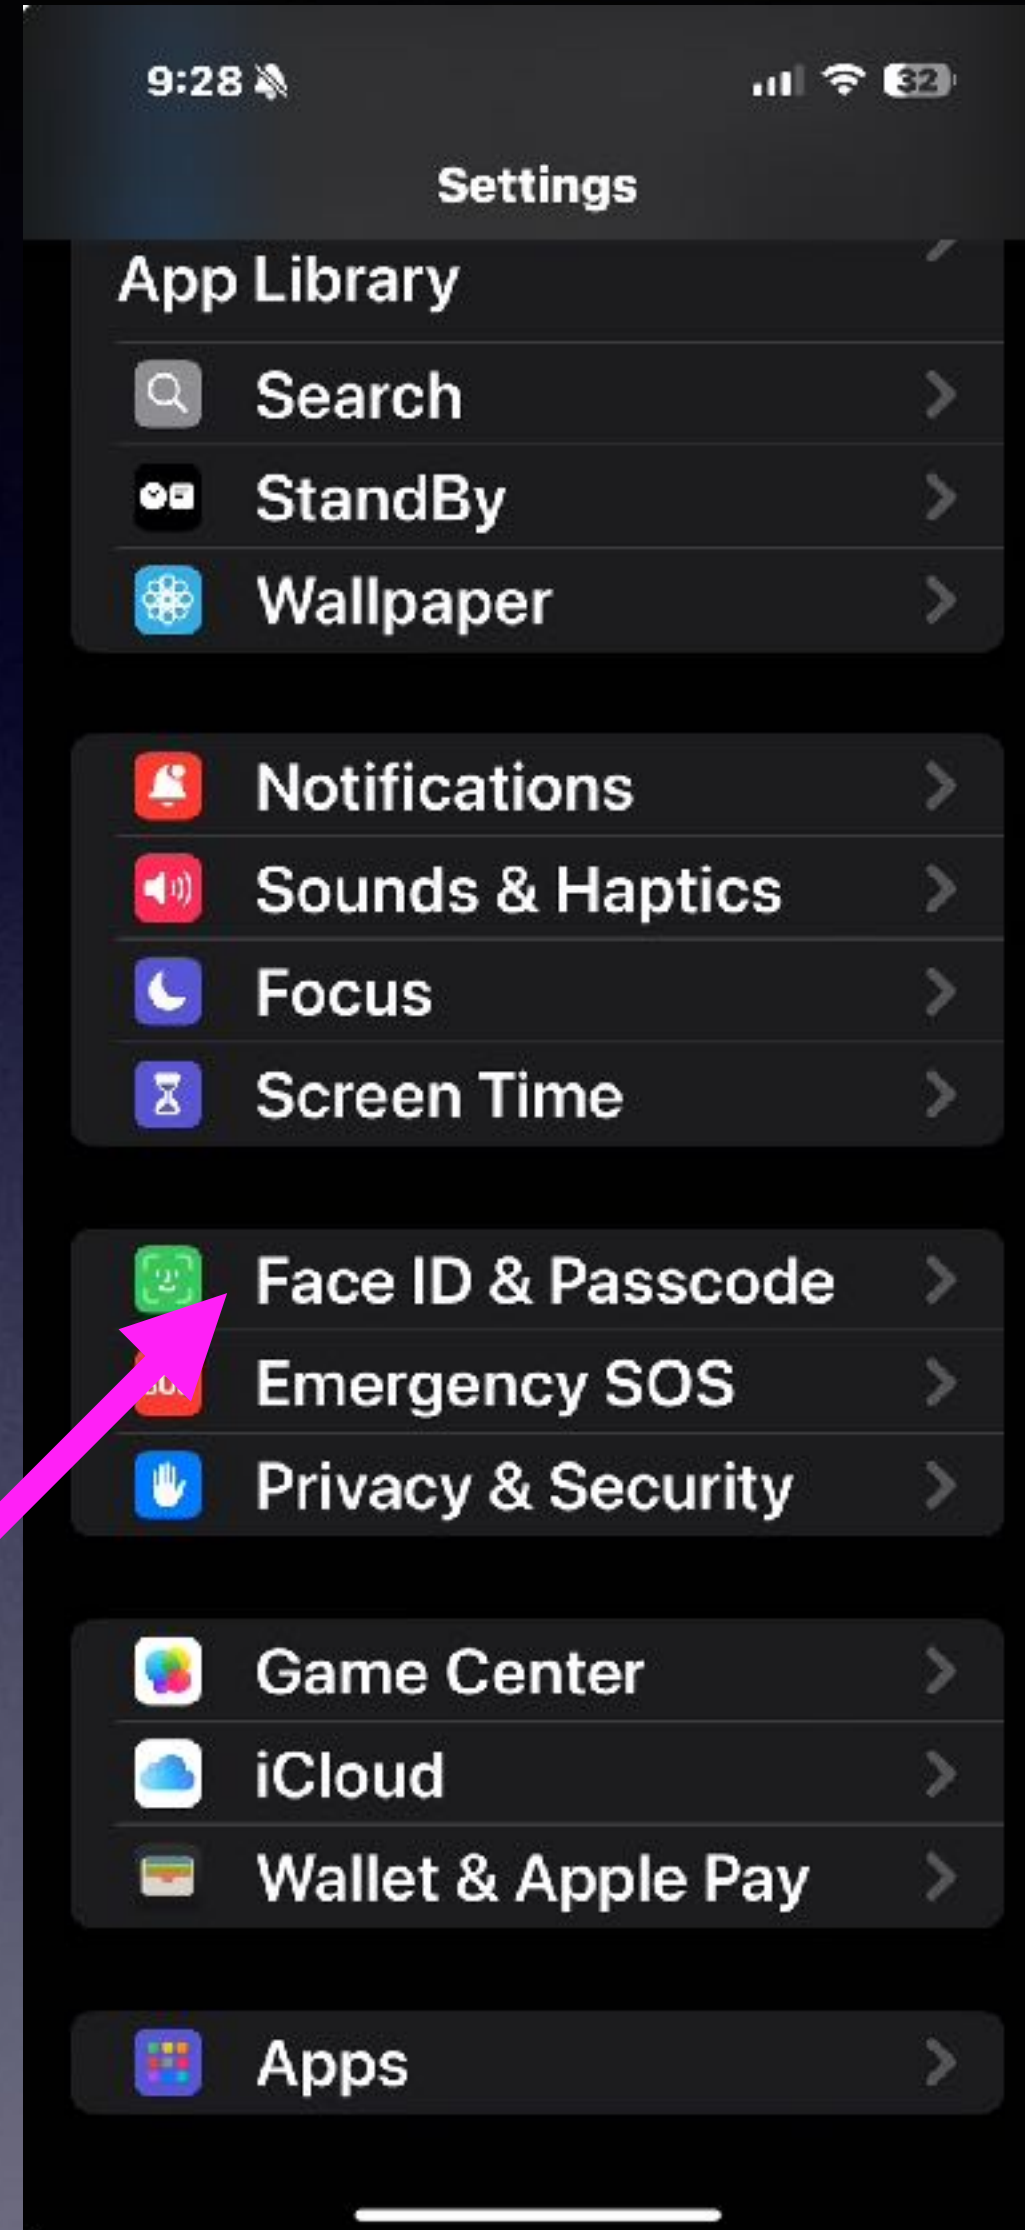 9:28
32
Settings
App Library
Search
StandBy
Wallpaper
Notifications
Sounds & Haptics
Focus
Screen Time
Face ID & Passcode
Emergency SOS
Privacy & Security
Game Center
iCloud
Wallet & Apple Pay
Apps